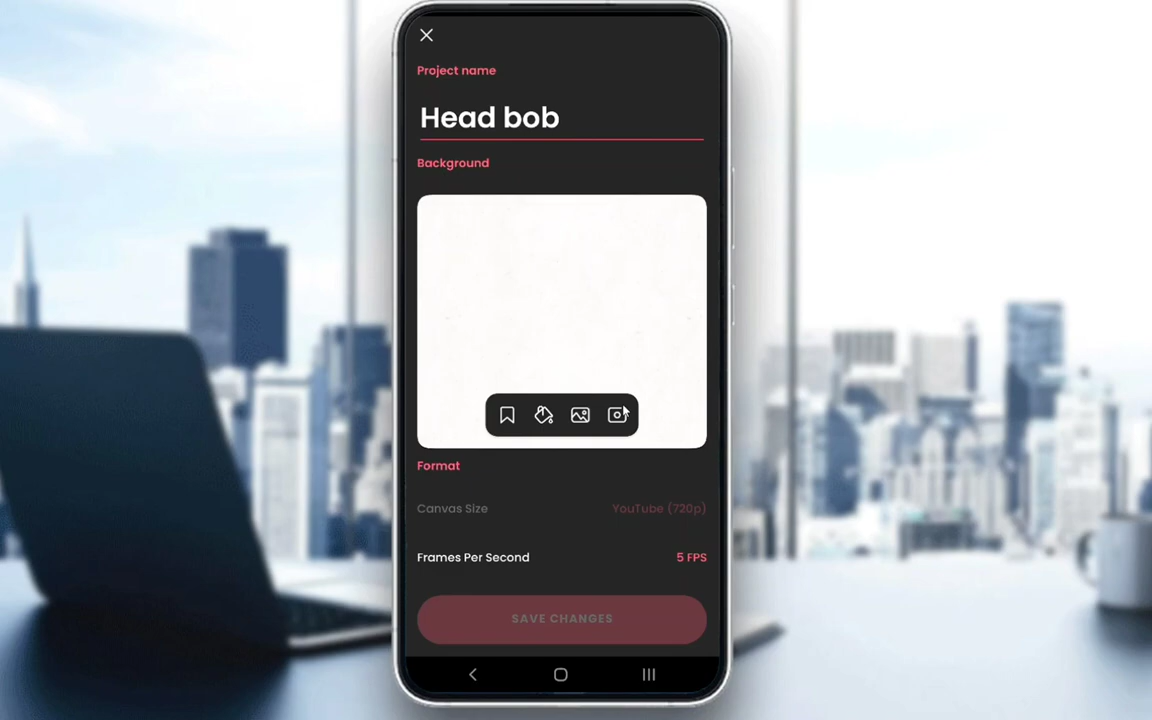 Project name
Head bob
Background
Format
Canvas Size YouTube (720p)
Frames Per Second 5 FPS
SAVE CHANGES